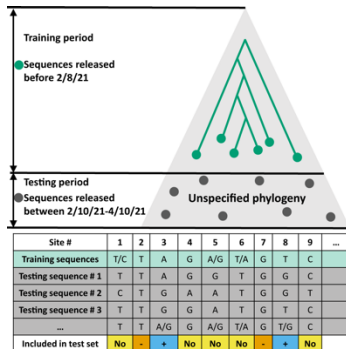 Training period
Sequences released
before 2/8/21
Testing period
Sequences released
between 2/10/21-4/10/21
Unspecified phylogeny
Site # 1 2 3 4 5 6 7 8 9 ...
Training sequences T/C T A G A/G T/A G T C
Testing sequence # 1 T T A G G T G G C
Testing sequence # 2 C T G A A T G G T
Testing sequence # 3 T T G G A T G T C
... T T A/G G A/G T/A G T/G C
Included in test set No - + No No No - + No